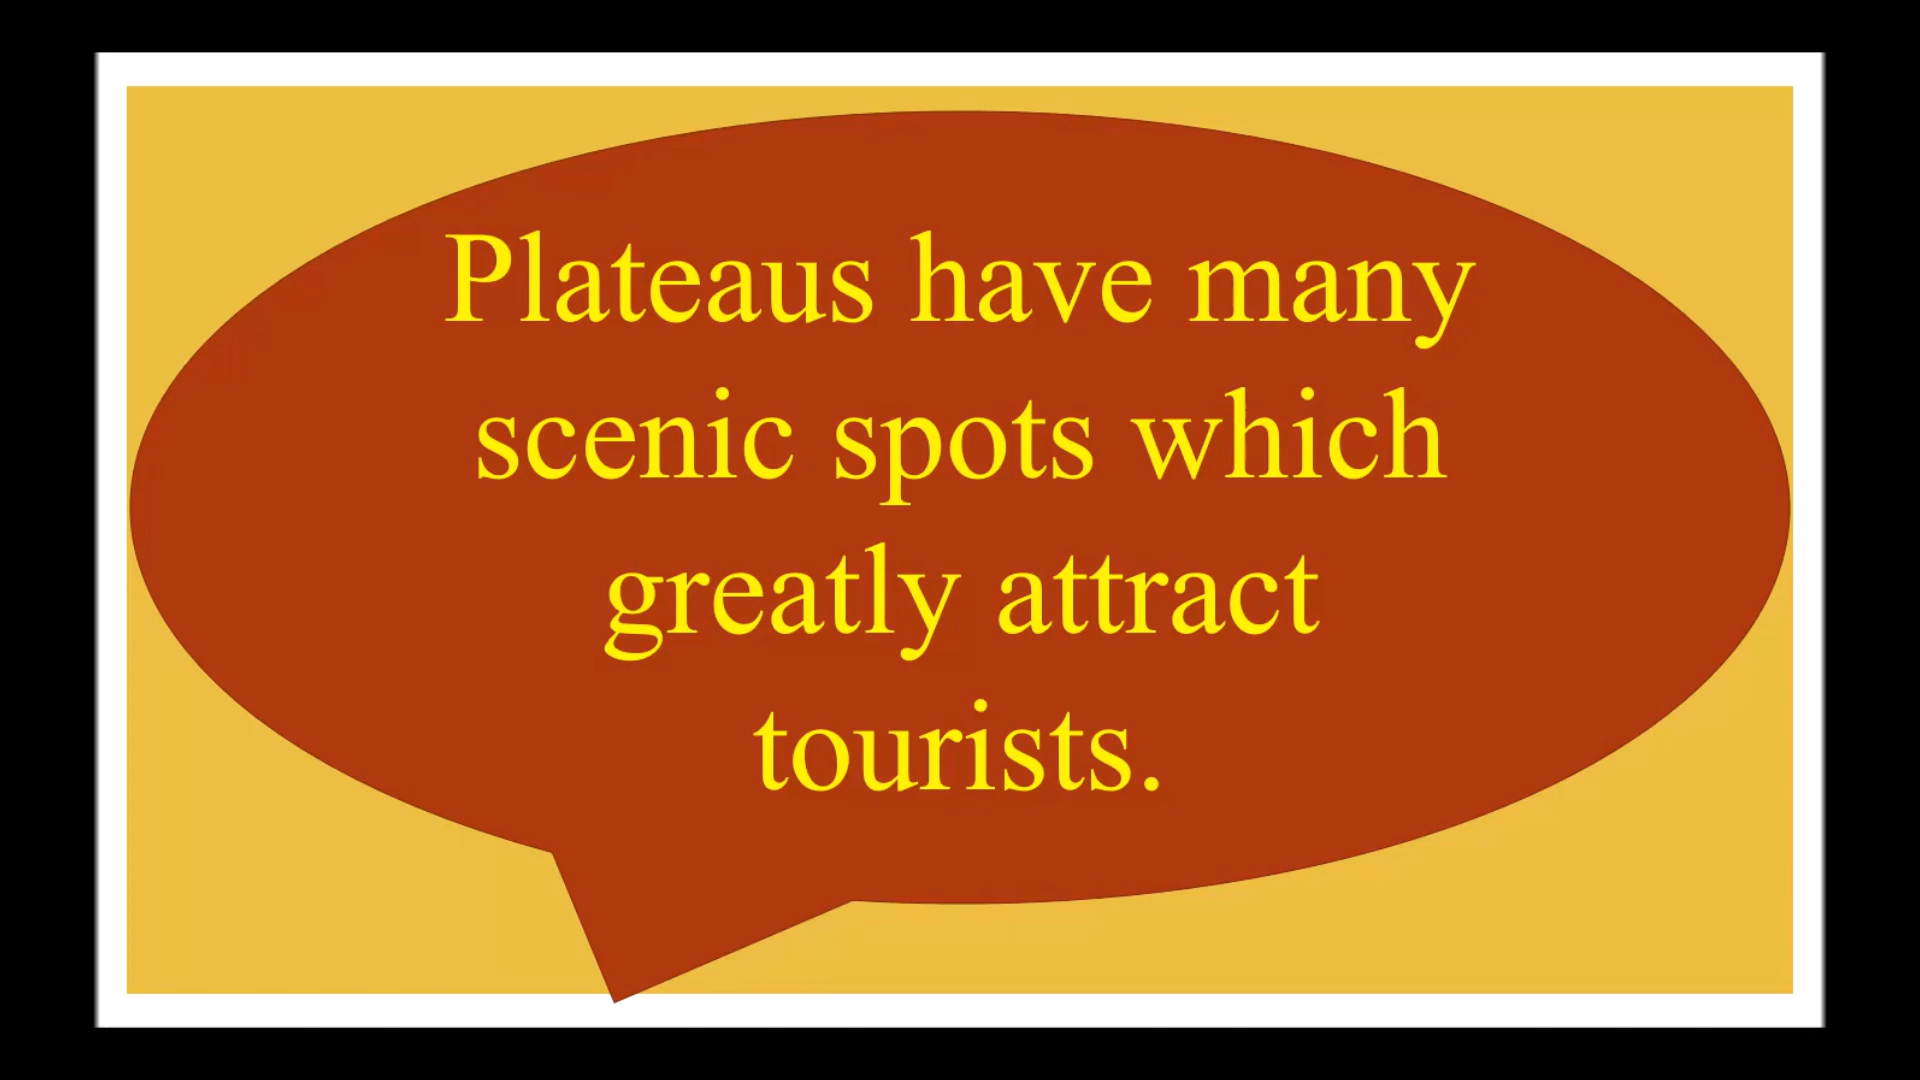 Plateaus have many
scenic spots which
greatly attract
tourists.